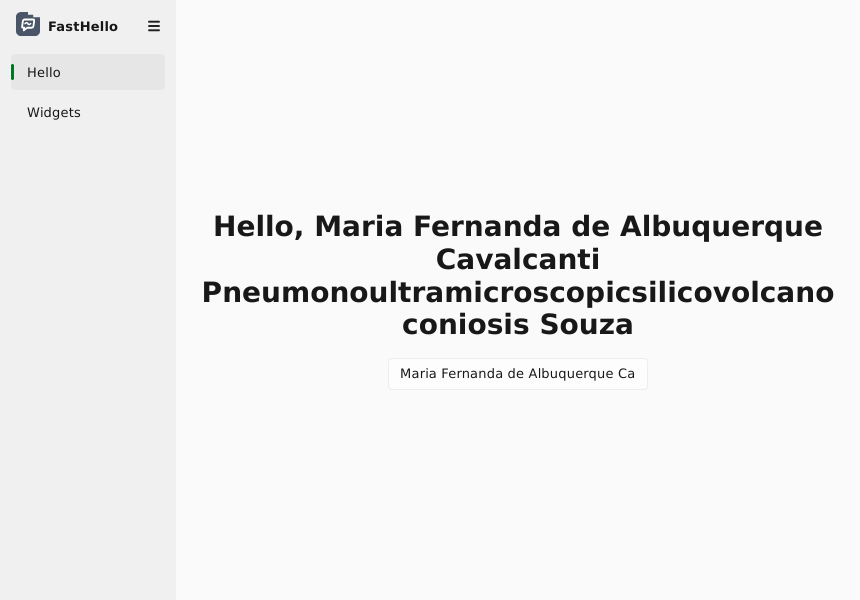 FastHello
Hello
Widgets
Hello, Maria Fernanda de Albuquerque
Cavalcanti
Pneumonoultramicroscopicsilicovolcano
coniosis Souza
Maria Fernanda de Albuquerque Ca